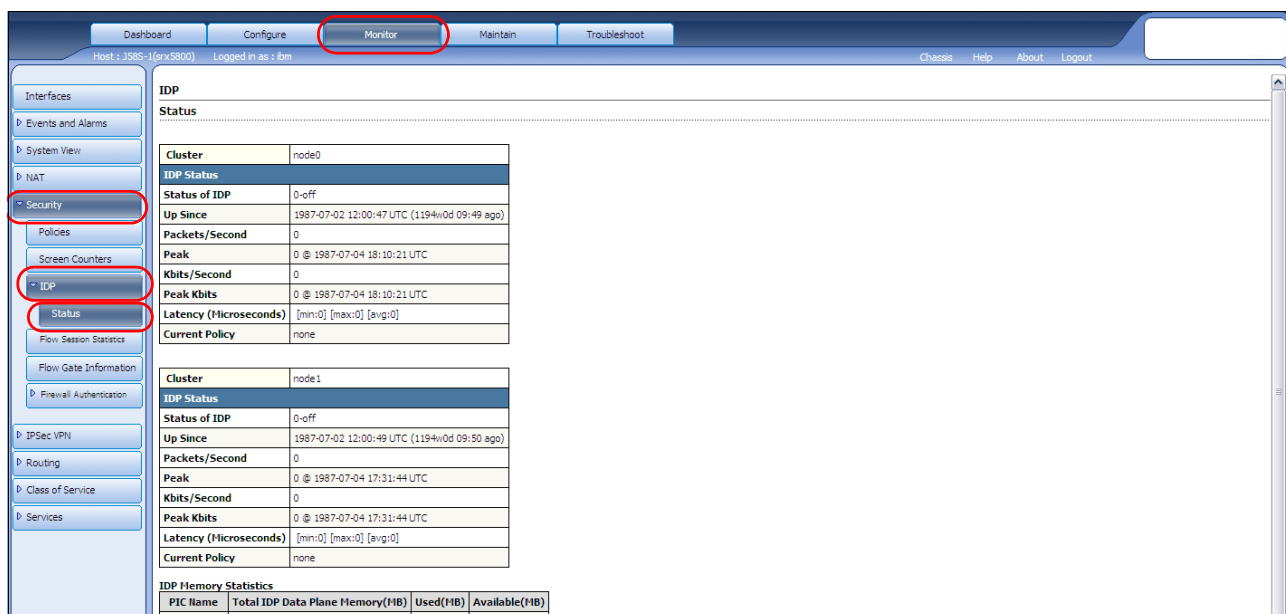 Dashboard Configure Monitor Maintain Troubleshoot
Host : J58S-1(srx5800) Logged in as : ibm Chassis Help About Logout
Interfaces
Events and Alarms
System View
NAT
Security
Policies
Screen Counters
IDP
Status
Flow Session Statistics
Flow Gate Information
Firewall Authentication
IPSec VPN
Routing
Class of Service
Services
IDP
Status
Cluster node0
IDP Status
Status of IDP 0-off
Up Since 1987-07-02 12:00:47 UTC (1194w0d 09:49 ago)
Packets/Second 0
Peak 0 @ 1987-07-04 18:10:21 UTC
Kbits/Second 0
Peak Kbits 0 @ 1987-07-04 18:10:21 UTC
Latency (Microseconds) [min:0] [max:0] [avg:0]
Current Policy none
Cluster node1
IDP Status
Status of IDP 0-off
Up Since 1987-07-02 12:00:49 UTC (1194w0d 09:50 ago)
Packets/Second 0
Peak 0 @ 1987-07-04 17:31:44 UTC
Kbits/Second 0
Peak Kbits 0 @ 1987-07-04 17:31:44 UTC
Latency (Microseconds) [min:0] [max:0] [avg:0]
Current Policy none
IDP Memory Statistics
PIC Name Total IDP Data Plane Memory(MB) Used(MB) Available(MB)